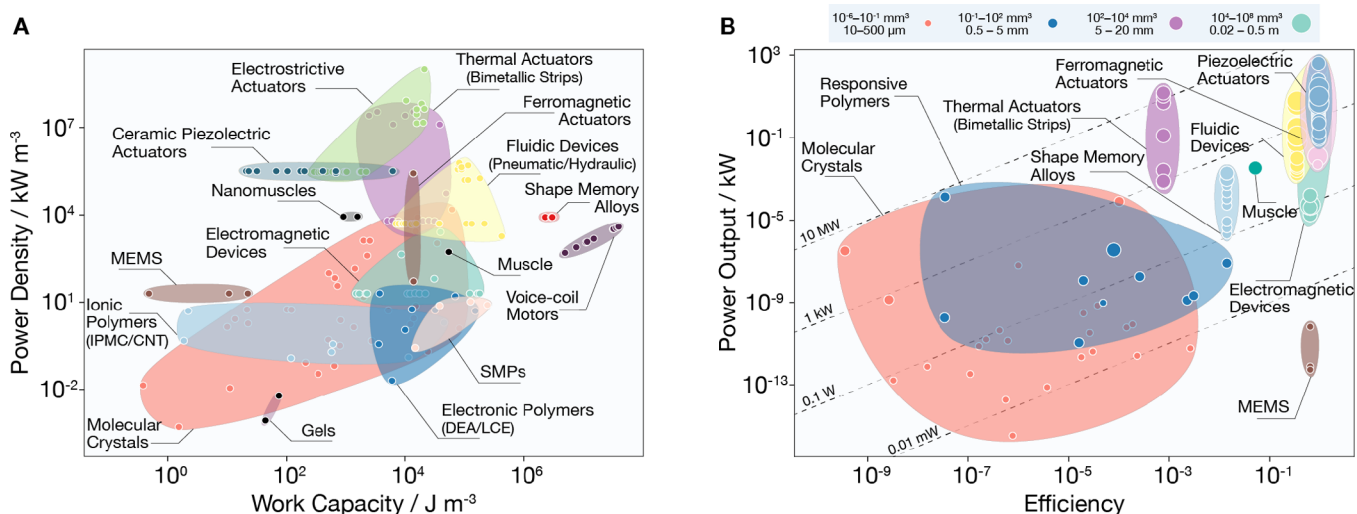 A
Power Density / kW m-3
107
104
101
10-2
100
102
104
106
Work Capacity / J m-3
Electrostrictive
Actuators
Thermal Actuators
(Bimetallic Strips)
Ferromagnetic
Actuators
Ceramic Piezolectric
Actuators
Fluidic Devices
(Pneumatic/Hydraulic)
Nanomuscles
Shape Memory
Alloys
Electromagnetic
Devices
MEMS
Muscle
Voice-coil
Motors
Ionic
Polymers
(IPMC/CNT)
SMPs
Electronic Polymers
(DEA/LCE)
Molecular
Crystals
Gels
B
10-6–10-1 mm3
10–500 μm
10-1–102 mm3
0.5 – 5 mm
102–104 mm3
5 – 20 mm
104–108 mm3
0.02 – 0.5 m
Power Output / kW
103
10-1
10-5
10-9
10-13
10-9
10-7
10-5
10-3
10-1
Efficiency
Responsive
Polymers
Ferromagnetic
Actuators
Piezoelectric
Actuators
Thermal Actuators
(Bimetallic Strips)
Fluidic
Devices
Molecular
Crystals
Shape Memory
Alloys
Muscle
10 MW
1 kW
0.1 W
0.01 mW
Electromagnetic
Devices
MEMS